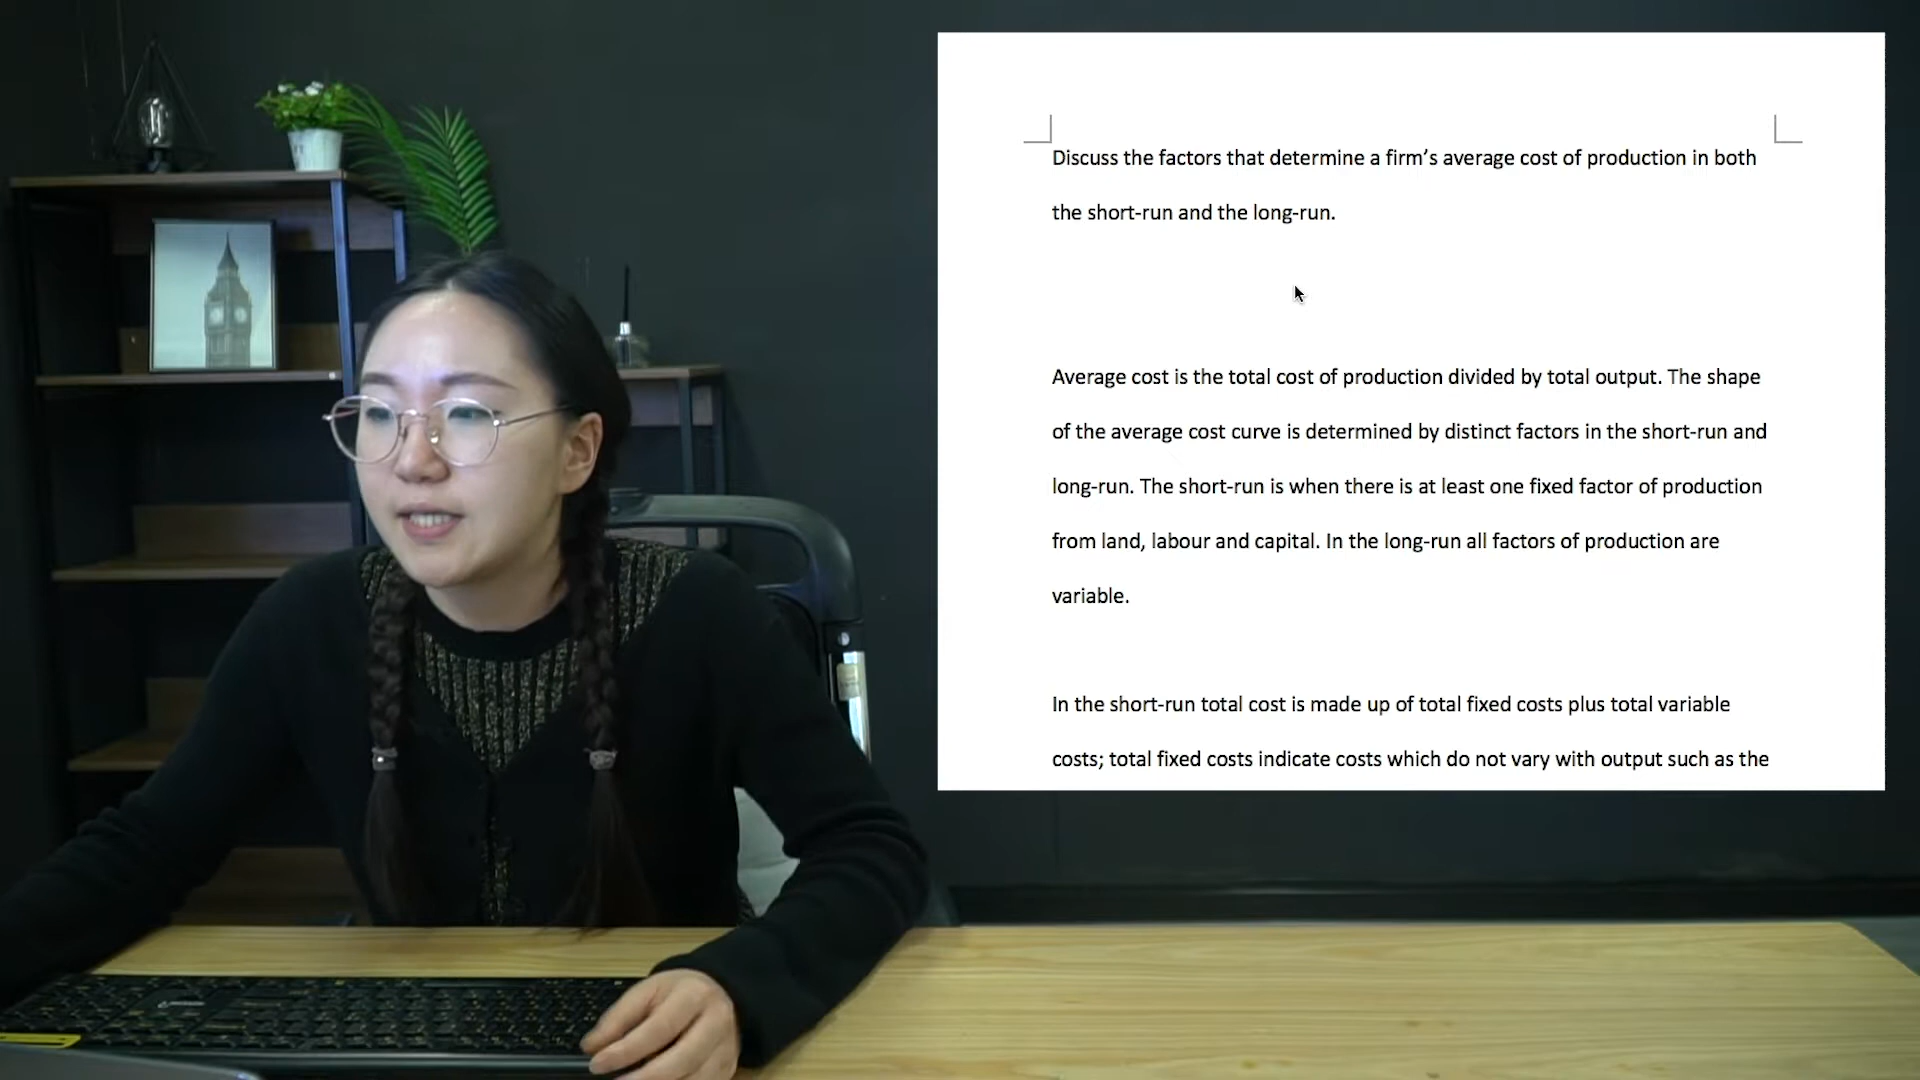 Discuss the factors that determine a firm’s average cost of production in both
the short-run and the long-run.
Average cost is the total cost of production divided by total output. The shape
of the average cost curve is determined by distinct factors in the short-run and
long-run. The short-run is when there is at least one fixed factor of production
from land, labour and capital. In the long-run all factors of production are
variable.
In the short-run total cost is made up of total fixed costs plus total variable
costs; total fixed costs indicate costs which do not vary with output such as the